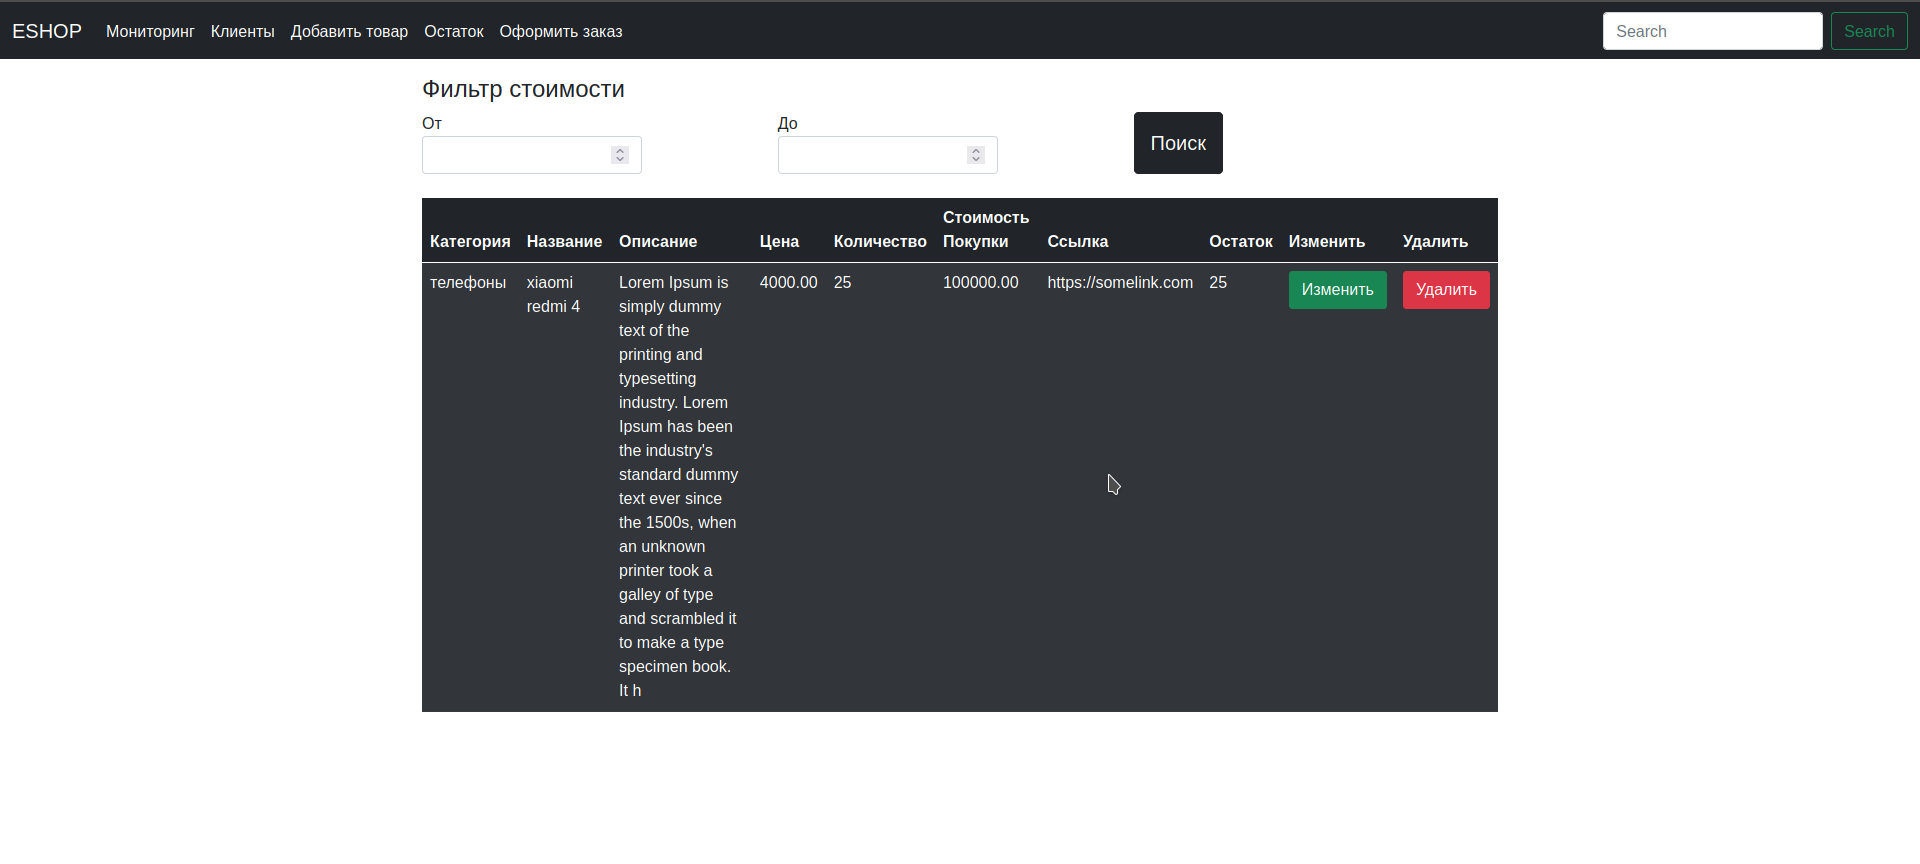 ESHOP Мониторинг Клиенты Добавить товар Остаток Оформить заказ Search Search
Фильтр стоимости
От До Поиск
Категория Название Описание Цена Количество Стоимость Покупки Ссылка Остаток Изменить Удалить
телефоны xiaomi redmi 4
Lorem Ipsum is
simply dummy
text of the
printing and
typesetting
industry. Lorem
Ipsum has been
the industry's
standard dummy
text ever since
the 1500s, when
an unknown
printer took a
galley of type
and scrambled it
to make a type
specimen book.
It h
4000.00 25 100000.00 https://somelink.com 25 Изменить Удалить